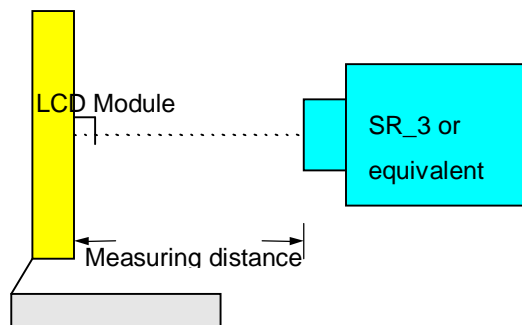 LCD Module
SR_3 or
equivalent
Measuring distance